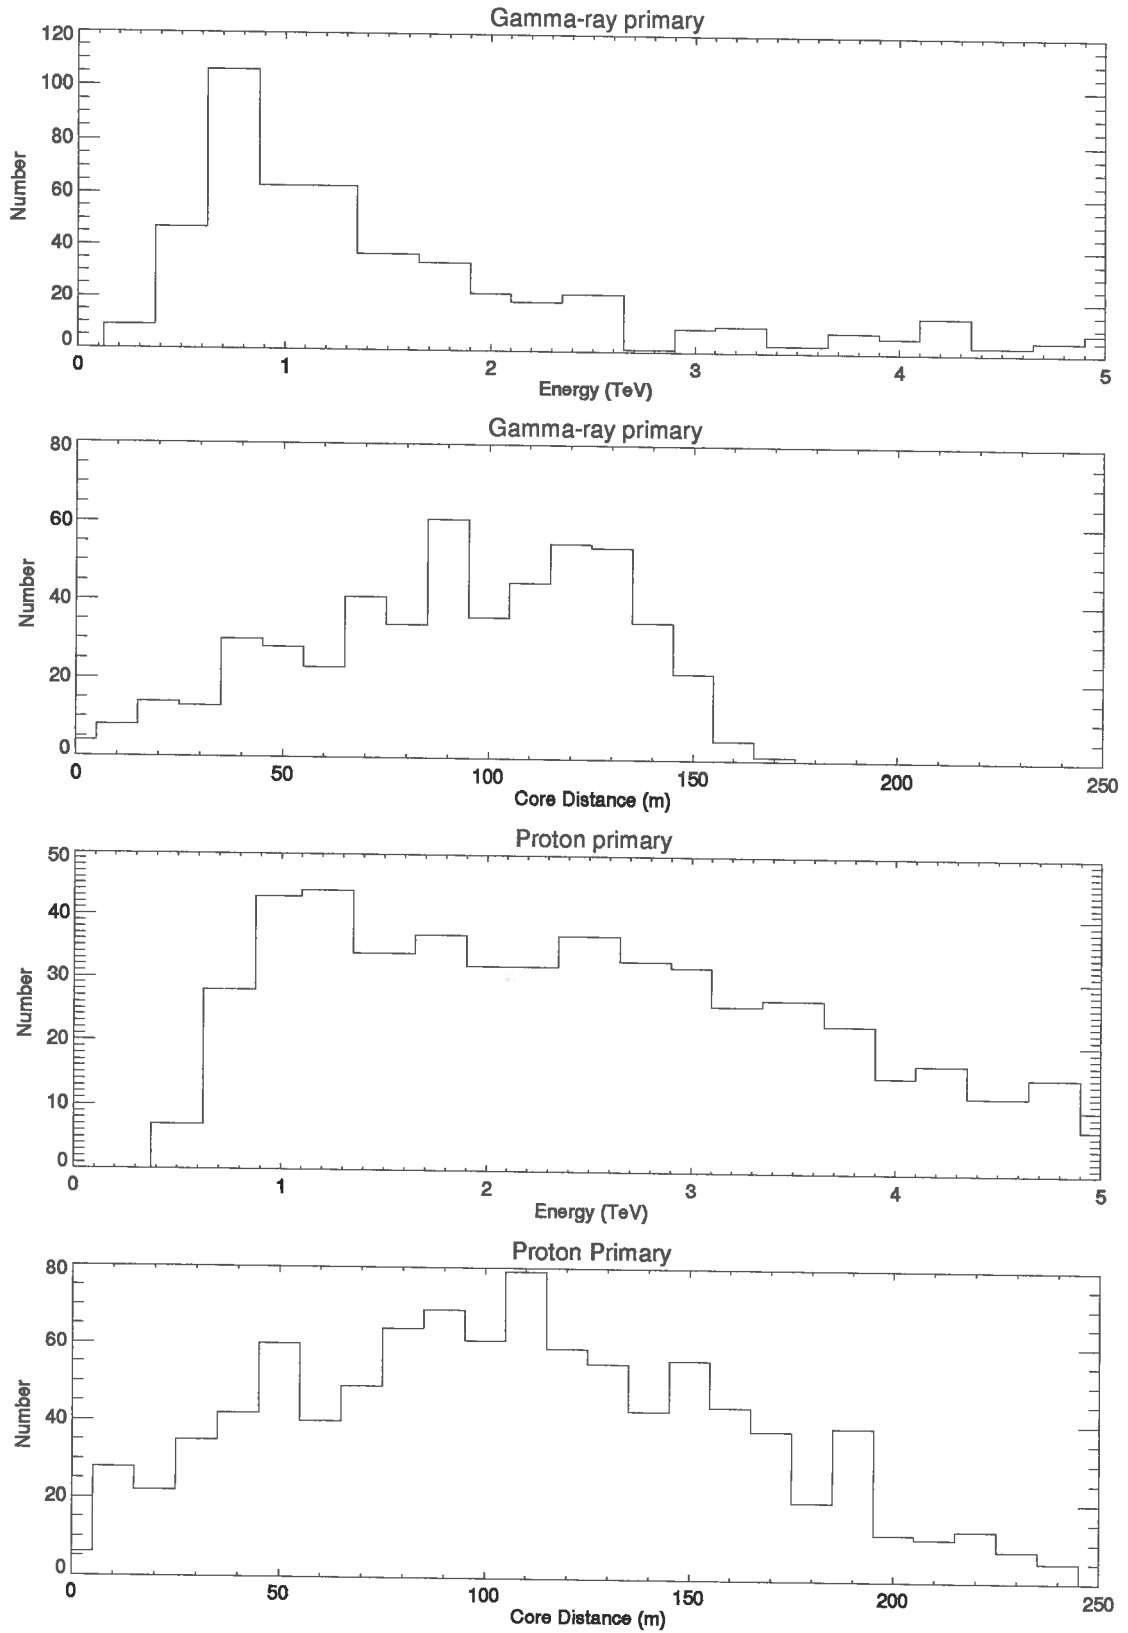 Gamma-ray primary
120
100
80
60
40
20
0
Number
0 1 2 3 4 5
Energy (TeV)
Gamma-ray primary
80
60
40
20
0
Number
0 50 100 150 200 250
Core Distance (m)
Proton primary
50
40
30
20
10
0
Number
0 1 2 3 4 5
Energy (TeV)
Proton Primary
80
60
40
20
0
Number
0 50 100 150 200 250
Core Distance (m)